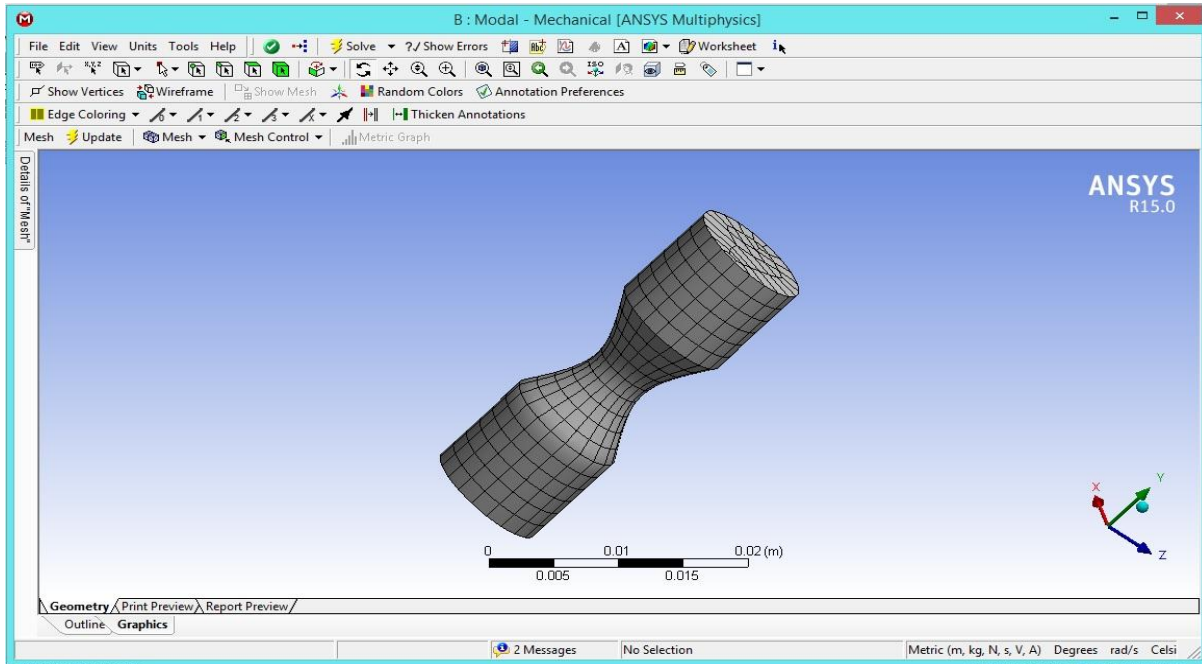 B : Modal - Mechanical [ANSYS Multiphysics]
File Edit View Units Tools Help Solve ?./ Show Errors Worksheet
Show Vertices Wireframe Show Mesh Random Colors Annotation Preferences
Edge Coloring Thicken Annotations
Mesh Update Mesh Mesh Control Metric Graph
Details of "Mesh"
ANSYS
R15.0
X
Y
Z
0 0.01 0.02 (m)
0.005 0.015
Geometry Print Preview Report Preview
Outline Graphics
2 Messages No Selection Metric (m, kg, N, s, V, A) Degrees rad/s Celsi